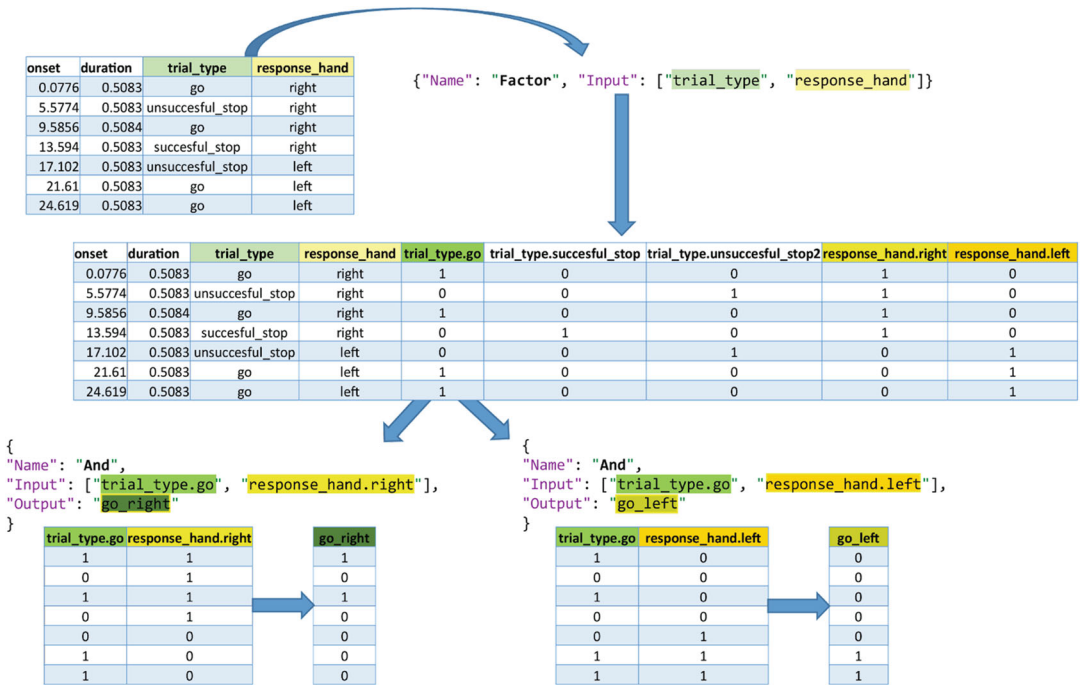 onset duration trial_type response_hand
0.0776 0.5083 go right
5.5774 0.5083 unsuccesful_stop right
9.5856 0.5084 go right
13.594 0.5083 succesful_stop right
17.102 0.5083 unsuccesful_stop left
21.61 0.5083 go left
24.619 0.5083 go left
{"Name": "Factor", "Input": ["trial_type", "response_hand"]}
onset duration trial_type response_hand trial_type.go trial_type.succesful_stop trial_type.unsuccesful_stop2 response_hand.right response_hand.left
0.0776 0.5083 go right 1 0 0 1 0
5.5774 0.5083 unsuccesful_stop right 0 0 1 1 0
9.5856 0.5084 go right 1 0 0 1 0
13.594 0.5083 succesful_stop right 0 1 0 1 0
17.102 0.5083 unsuccesful_stop left 0 0 1 0 1
21.61 0.5083 go left 1 0 0 0 1
24.619 0.5083 go left 1 0 0 0 1
{
"Name": "And",
"Input": ["trial_type.go", "response_hand.right"],
"Output": "go_right"
}
trial_type.go response_hand.right go_right
1 1 1
0 1 0
1 1 1
0 1 0
0 0 0
1 0 0
1 0 0
{
"Name": "And",
"Input": ["trial_type.go", "response_hand.left"],
"Output": "go_left"
}
trial_type.go response_hand.left go_left
1 0 0
0 0 0
1 0 0
0 0 0
0 1 0
1 1 1
1 1 1